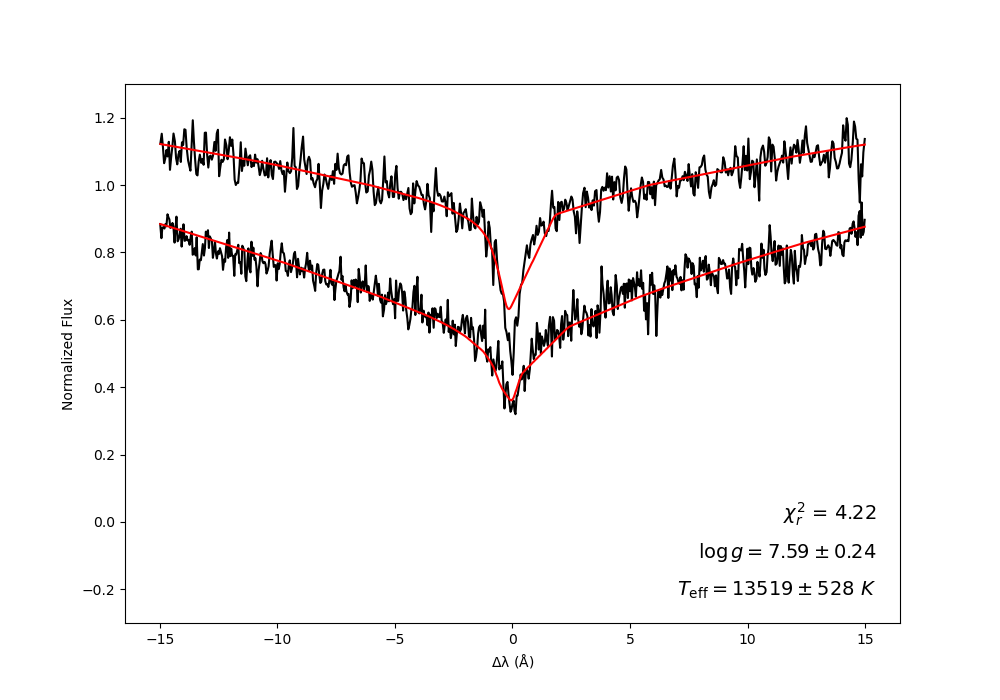 1.2
1.0
0.8
0.6
0.4
0.2
0.0
−0.2
Normalized Flux
χ²ᵣ = 4.22
log g = 7.59 ± 0.24
T_eff = 13519 ± 528 K
−15 −10 −5 0 5 10 15
Δλ (Å)